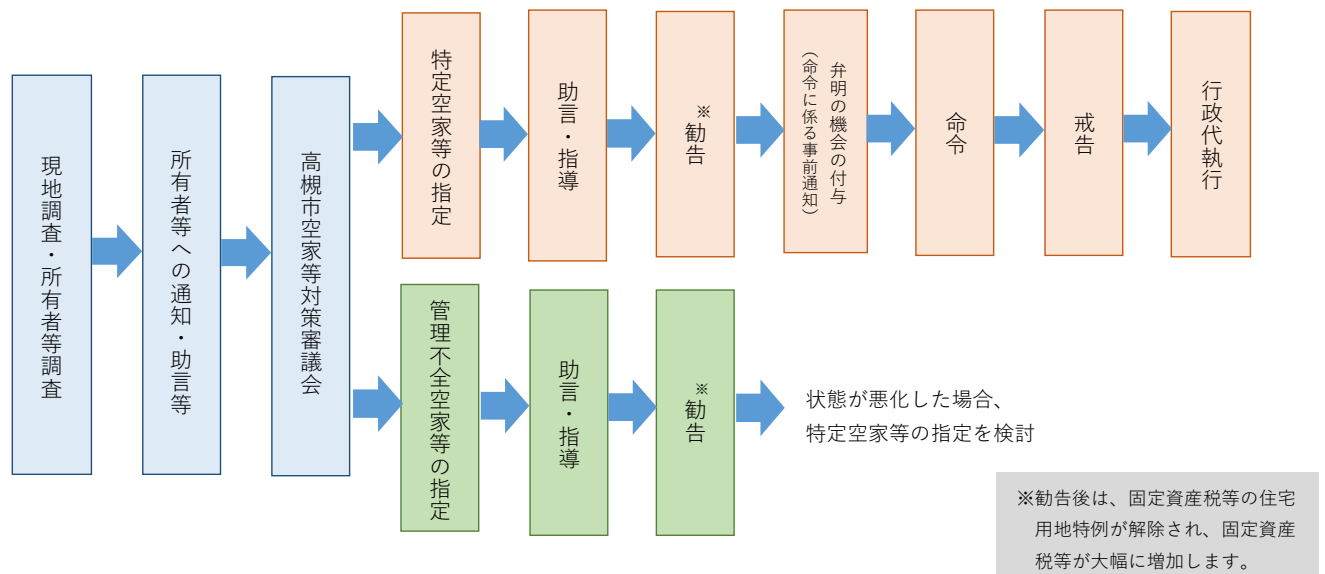 現地調査・所有者等調査
所有者等への通知・助言等
高槻市空家等対策審議会
特定空家等の指定
助言・指導
※勧告
弁明の機会の付与
(命令に係る事前通知)
命令
戒告
行政代執行
管理不全空家等の指定
助言・指導
※勧告
状態が悪化した場合、
特定空家等の指定を検討
※勧告後は、固定資産税等の住宅
用地特例が解除され、固定資産
税等が大幅に増加します。